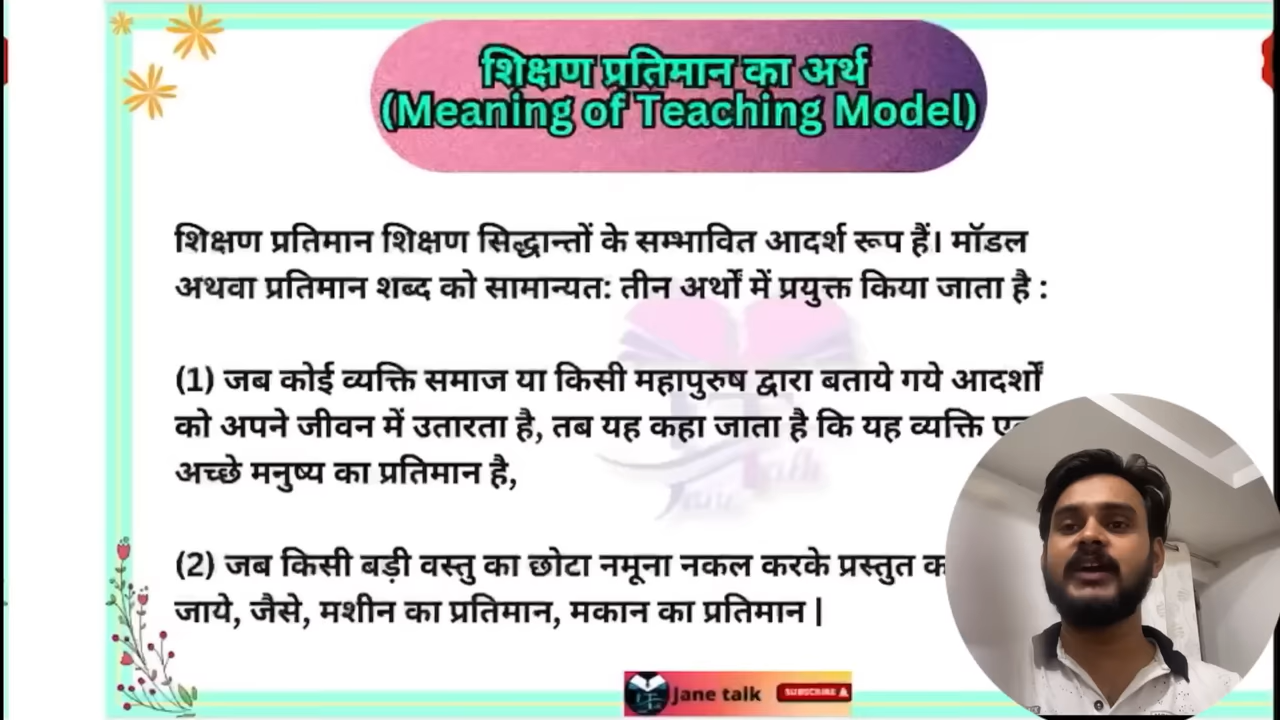 शिक्षण प्रतिमान का अर्थ
(Meaning of Teaching Model)
शिक्षण प्रतिमान शिक्षण सिद्धान्तों के सम्भावित आदर्श रूप हैं। मॉडल
अथवा प्रतिमान शब्द को सामान्यत: तीन अर्थों में प्रयुक्त किया जाता है :
(1) जब कोई व्यक्ति समाज या किसी महापुरुष द्वारा बताये गये आदर्शों
को अपने जीवन में उतारता है, तब यह कहा जाता है कि यह व्यक्ति
अच्छे मनुष्य का प्रतिमान है,
(2) जब किसी बड़ी वस्तु का छोटा नमूना नकल करके प्रस्तुत
जाये, जैसे, मशीन का प्रतिमान, मकान का प्रतिमान |
Jane talk
SUBSCRIBE